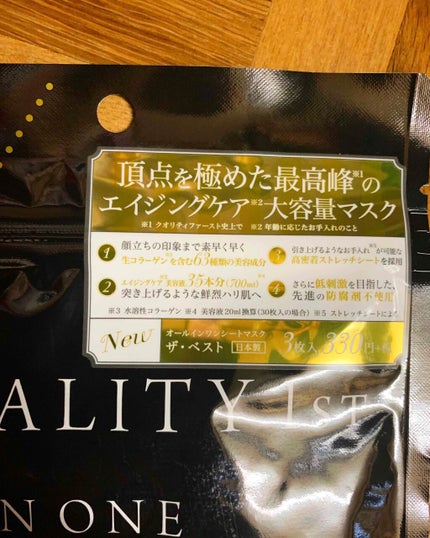 頂点を極めた最高峰※1の
エイジングケア※2大容量マスク
※1 クオリティファースト史上で ※2 年齢に応じたお手入れのこと
1 顔立ちの印象まで素早く早く
生コラーゲン※3を含む63種類の美容成分
2 エイジングケア※2美容液35本分※4(700ml)
突き上げるような鮮烈ハリ肌へ
3 引き上げるようなお手入れ※5が可能な
高密着ストレッチシートを採用
4 さらに低刺激を目指した、
先進の防腐剤不使用
※3 水溶性コラーゲン ※4 美容液20ml換算(30枚入の場合) ※5 ストレッチシートによる
New
オールインワンシートマスク
ザ・ベスト 日本製 3枚入 330円+税
ALITY 1ST
N ONE